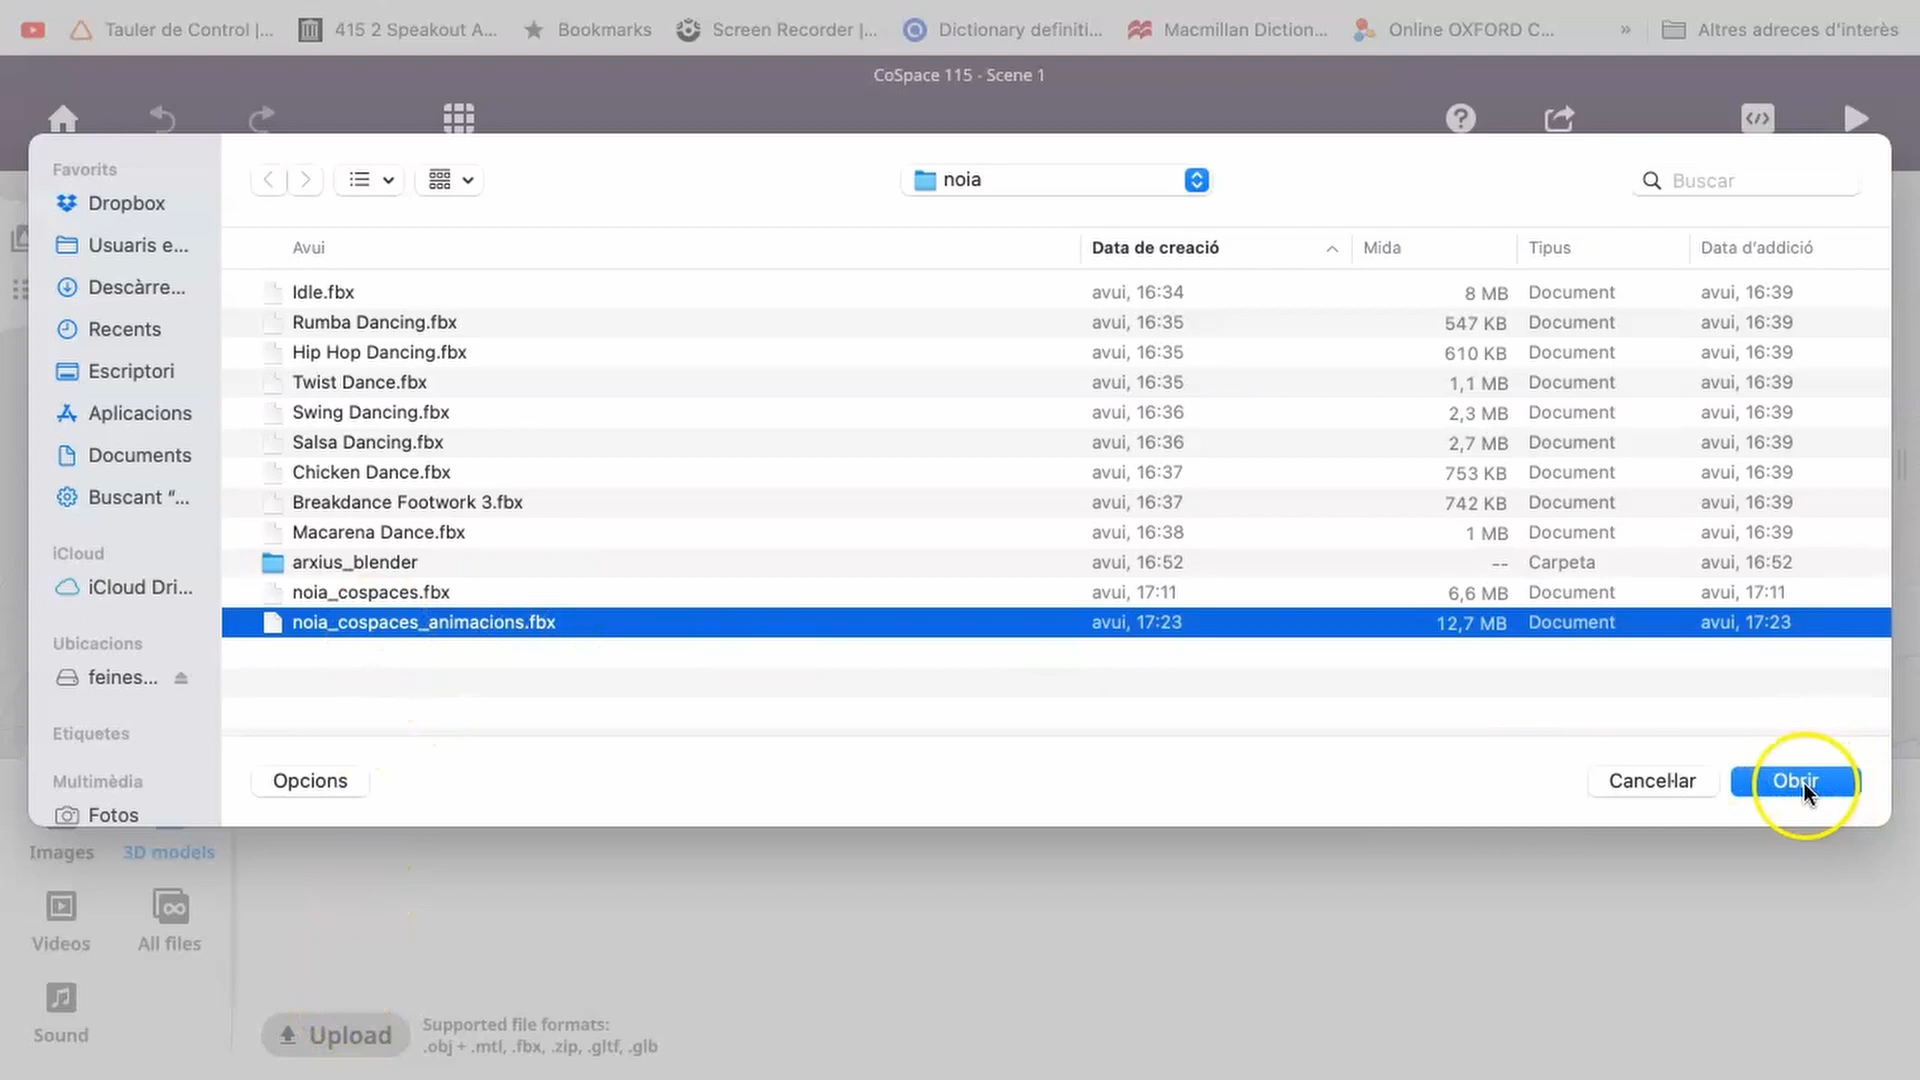 Tauler de Control |... 415 2 Speakout A... Bookmarks Screen Recorder |... Dictionary definiti... Macmillan Diction... Online OXFORD C... » Altres adreces d'interès
CoSpace 115 - Scene 1
Favorits
Dropbox
Usuaris e...
Descàrre...
Recents
Escriptori
Aplicacions
Documents
Buscant “...
iCloud
iCloud Dri...
Ubicacions
feines...
Etiquetes
Multimèdia
Fotos
noia
Buscar
Avui Data de creació Mida Tipus Data d'addició
Idle.fbx avui, 16:34 8 MB Document avui, 16:39
Rumba Dancing.fbx avui, 16:35 547 KB Document avui, 16:39
Hip Hop Dancing.fbx avui, 16:35 610 KB Document avui, 16:39
Twist Dance.fbx avui, 16:35 1,1 MB Document avui, 16:39
Swing Dancing.fbx avui, 16:36 2,3 MB Document avui, 16:39
Salsa Dancing.fbx avui, 16:36 2,7 MB Document avui, 16:39
Chicken Dance.fbx avui, 16:37 753 KB Document avui, 16:39
Breakdance Footwork 3.fbx avui, 16:37 742 KB Document avui, 16:39
Macarena Dance.fbx avui, 16:38 1 MB Document avui, 16:39
arxius_blender avui, 16:52 -- Carpeta avui, 16:52
noia_cospaces.fbx avui, 17:11 6,6 MB Document avui, 17:11
noia_cospaces_animacions.fbx avui, 17:23 12,7 MB Document avui, 17:23
Opcions Cancel·lar Obrir
Images 3D models
Videos All files
Sound
Upload
Supported file formats:
.obj + .mtl, .fbx, .zip, .gltf, .glb